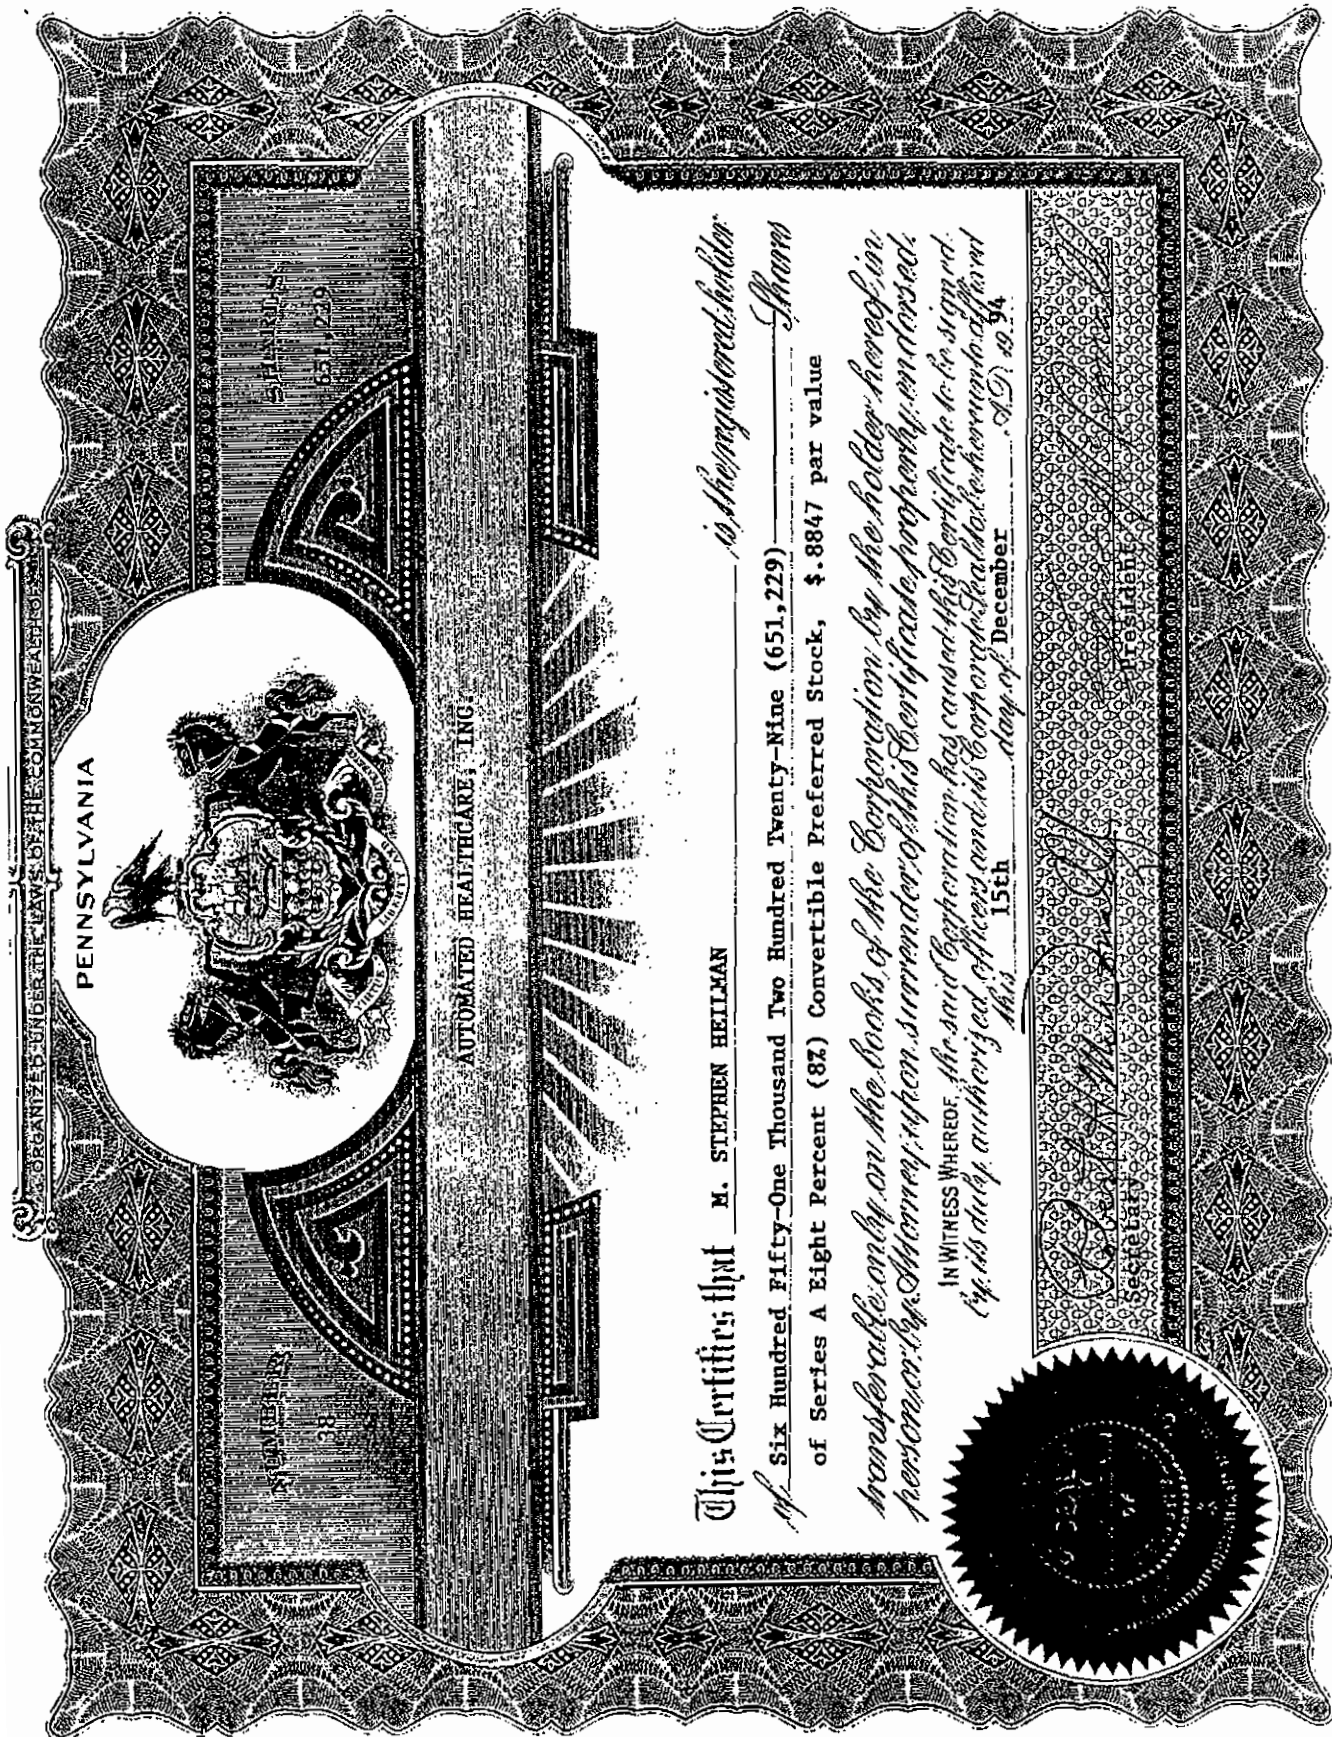 ORGANIZED UNDER THE LAWS OF THE COMMONWEALTH OF
PENNSYLVANIA
NUMBER
38
SHARES
651,229
VIRTUE LIBERTY AND
AUTOMATED HEALTHCARE, INC.
This Certifies that M. STEPHEN HEILMAN is the registered holder
of Six Hundred Fifty-One Thousand Two Hundred Twenty-Nine (651,229) Shares
of Series A Eight Percent (8%) Convertible Preferred Stock, $.8847 par value
transferable only on the books of the Corporation by the holder hereof in
person or by Attorney upon surrender of this Certificate properly endorsed.
IN WITNESS WHEREOF, the said Corporation has caused this Certificate to be signed
by its duly authorized officers and its Corporate Seal to be hereunto affixed
this 15th day of December A.D. 1994
Secretary
President